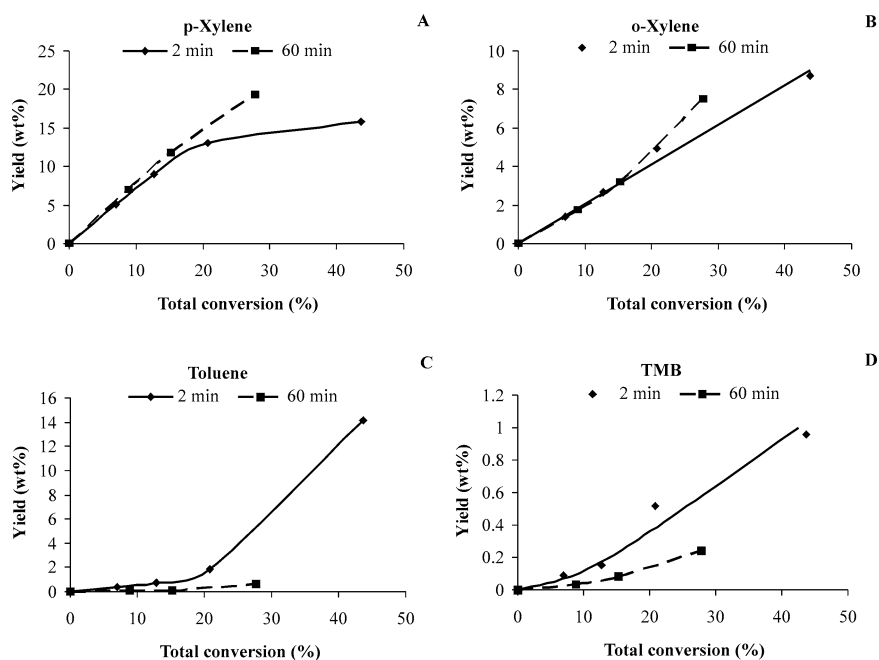 p-Xylene
A
2 min
60 min
25
20
15
10
5
0
Yield (wt%)
0
10
20
30
40
50
Total conversion (%)
o-Xylene
B
2 min
60 min
10
8
6
4
2
0
Yield (wt%)
0
10
20
30
40
50
Total conversion (%)
Toluene
C
2 min
60 min
16
14
12
10
8
6
4
2
0
Yield (wt%)
0
10
20
30
40
50
Total conversion (%)
TMB
D
2 min
60 min
1.2
1
0.8
0.6
0.4
0.2
0
Yield (wt%)
0
10
20
30
40
50
Total conversion (%)